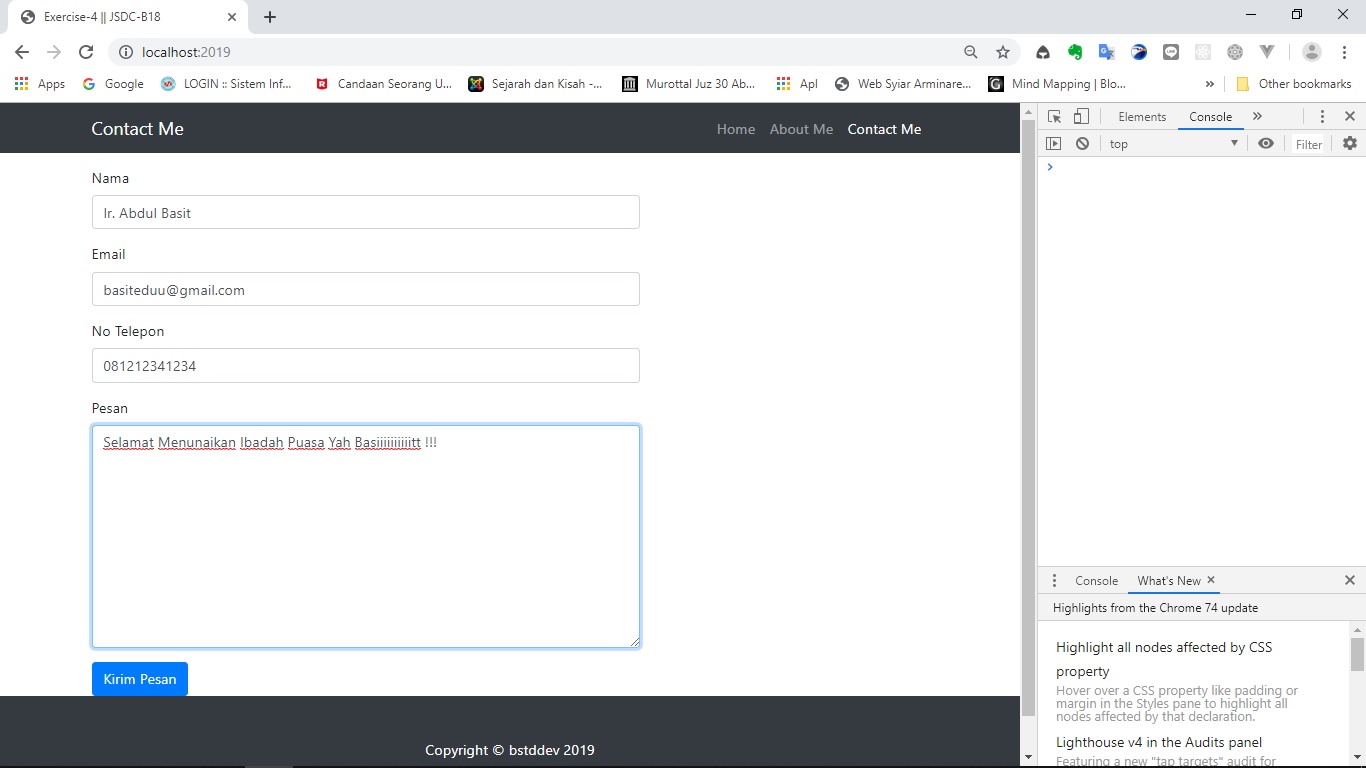 Exercise-4 || JSDC-B18
localhost:2019
Apps Google LOGIN :: Sistem Inf... Candaan Seorang U... Sejarah dan Kisah -... Murottal Juz 30 Ab... Apl Web Syiar Arminare... Mind Mapping | Blo... » Other bookmarks
Contact Me Home About Me Contact Me
Nama
Ir. Abdul Basit
Email
basiteduu@gmail.com
No Telepon
081212341234
Pesan
Selamat Menunaikan Ibadah Puasa Yah Basiiiiiiiiiitt !!!
Kirim Pesan
Copyright © bstddev 2019
Elements Console »
top Filter
Console What's New
Highlights from the Chrome 74 update
Highlight all nodes affected by CSS
property
Hover over a CSS property like padding or
margin in the Styles pane to highlight all
nodes affected by that declaration.
Lighthouse v4 in the Audits panel
Featuring a new "tap targets" audit for